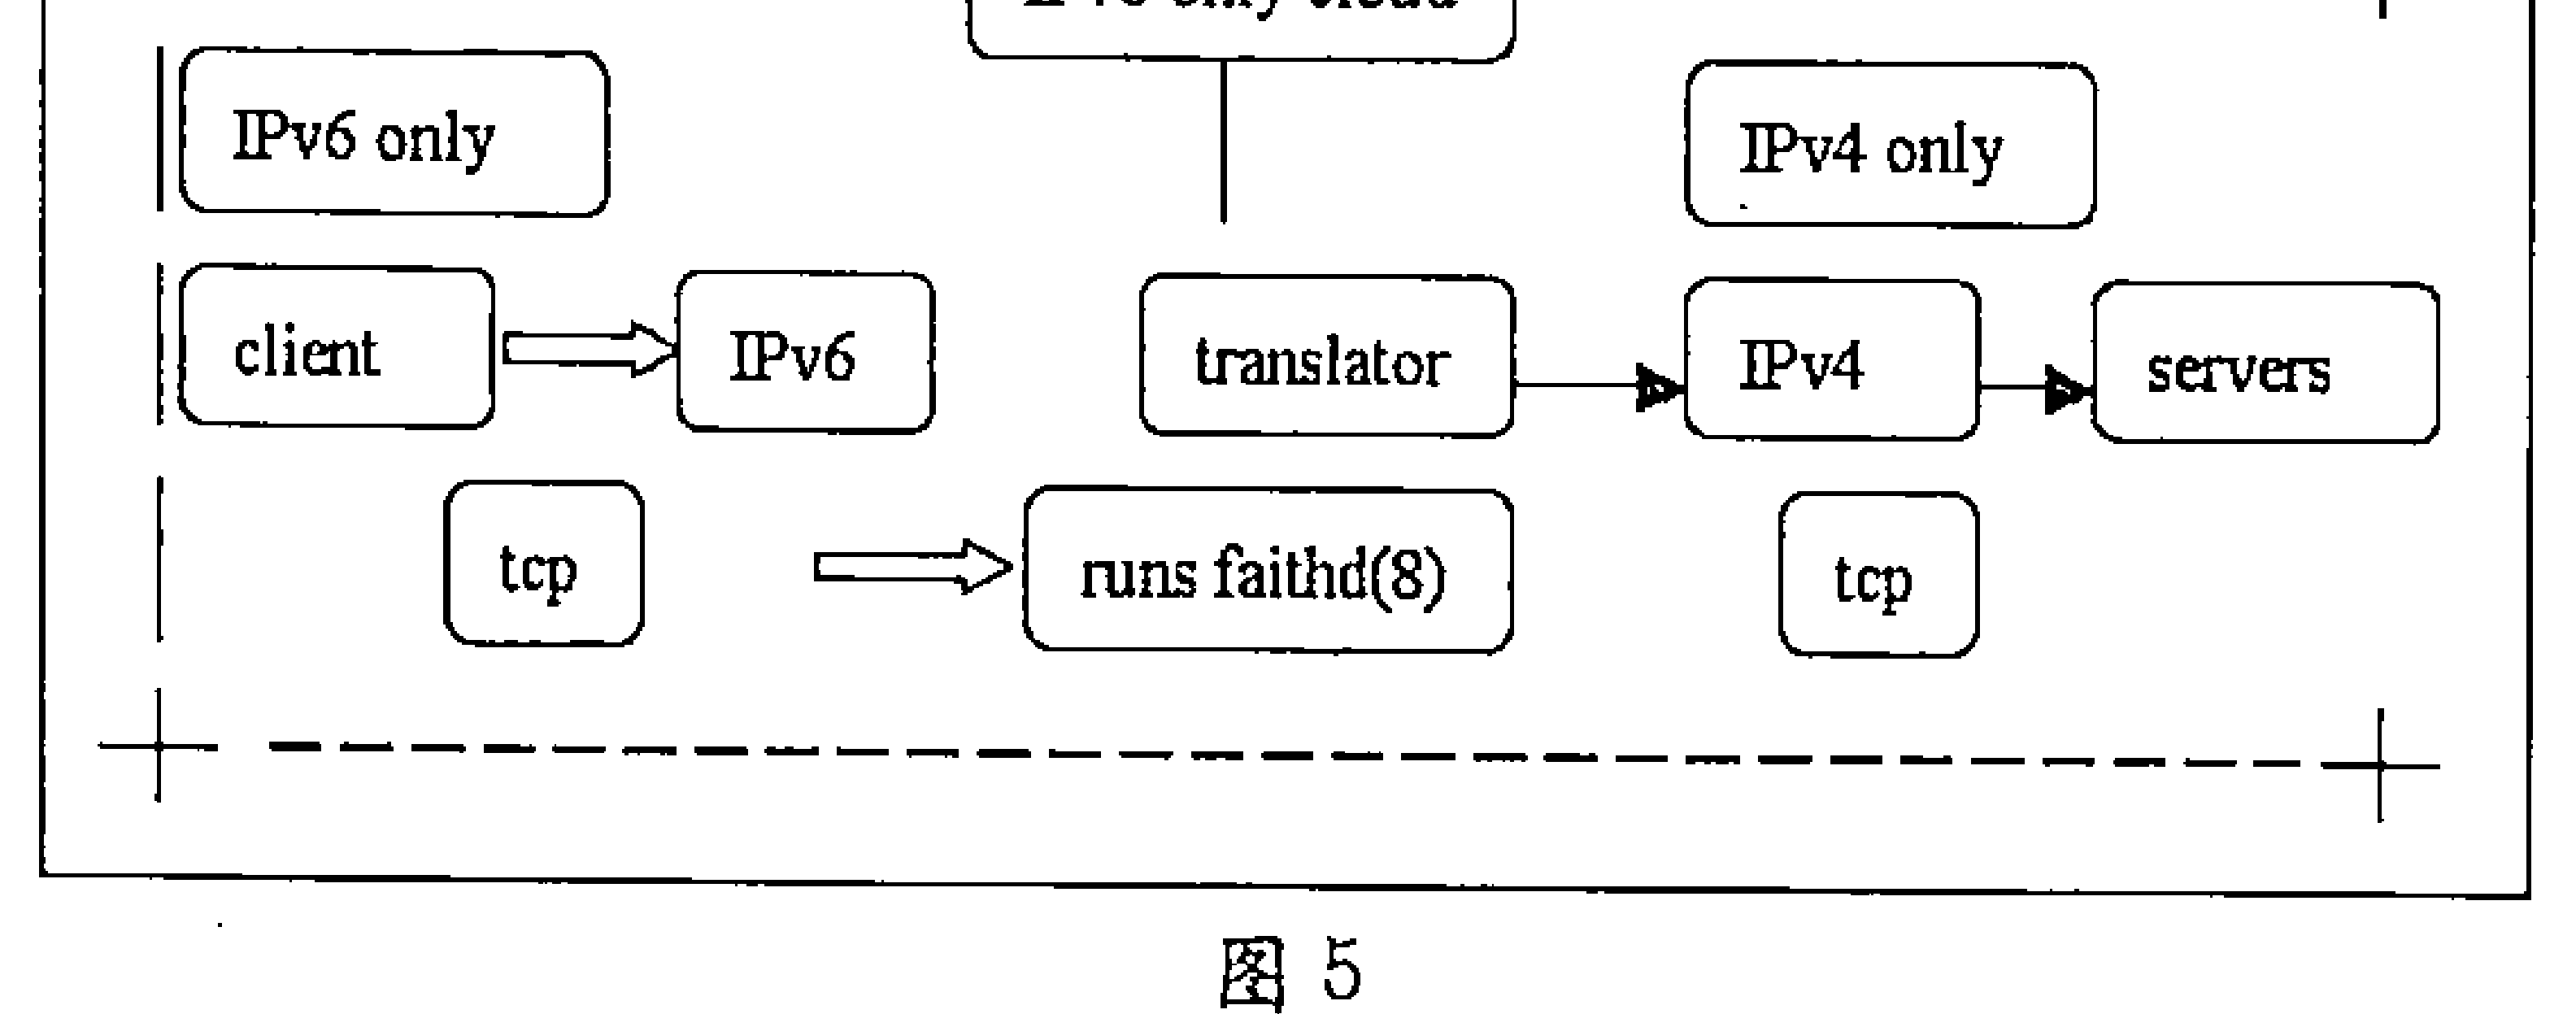 IPv6 only
IPv4 only
client
IPv6
translator
IPv4
servers
tcp
runs faithd(8)
tcp
图 5